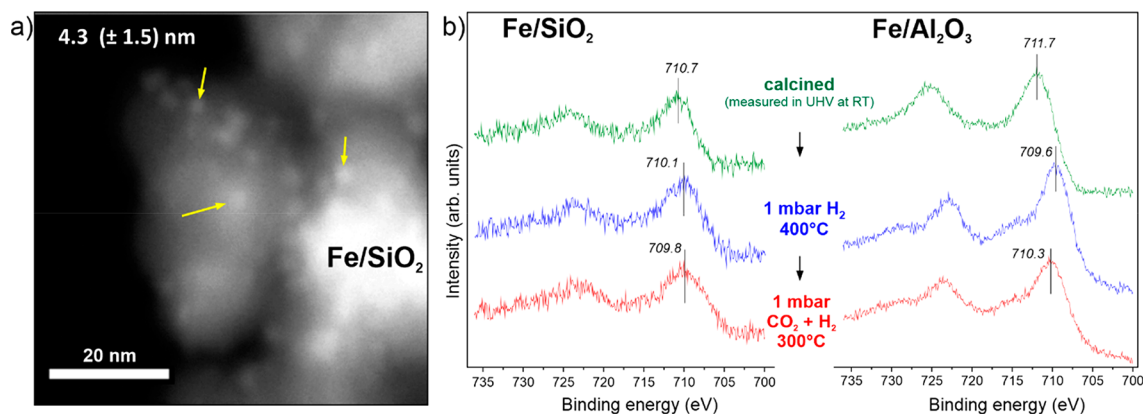 a)
4.3 (± 1.5) nm
Fe/SiO2
20 nm
b)
Fe/SiO2
Fe/Al2O3
Intensity (arb. units)
710.7
710.1
709.8
calcined
(measured in UHV at RT)
1 mbar H2
400°C
1 mbar
CO2 + H2
300°C
711.7
709.6
710.3
735 730 725 720 715 710 705 700
Binding energy (eV)
735 730 725 720 715 710 705 700
Binding energy (eV)